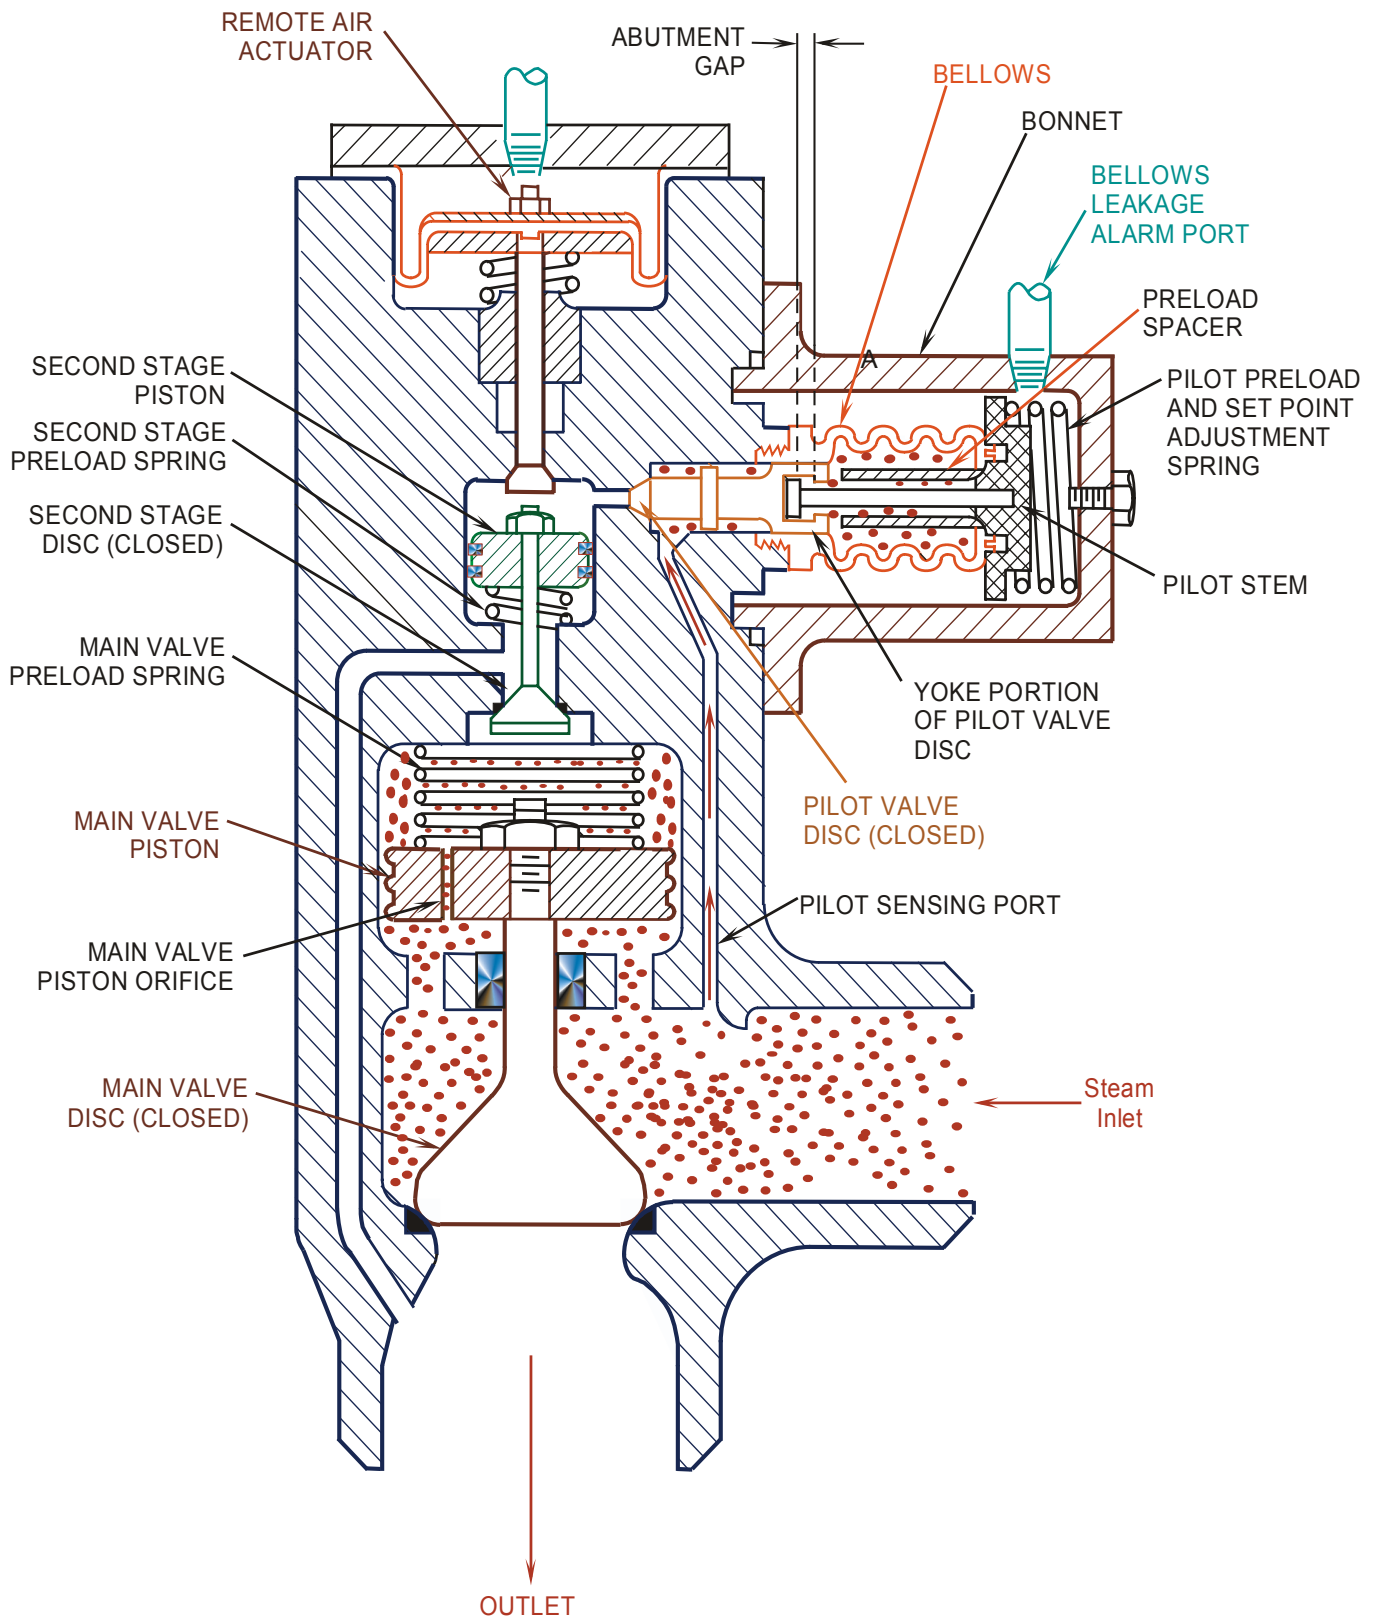 REMOTE AIR
ACTUATOR
ABUTMENT
GAP
BELLOWS
BONNET
BELLOWS
LEAKAGE
ALARM PORT
PRELOAD
SPACER
A
PILOT PRELOAD
AND SET POINT
ADJUSTMENT
SPRING
SECOND STAGE
PISTON
SECOND STAGE
PRELOAD SPRING
SECOND STAGE
DISC (CLOSED)
PILOT STEM
MAIN VALVE
PRELOAD SPRING
YOKE PORTION
OF PILOT VALVE
DISC
PILOT VALVE
DISC (CLOSED)
MAIN VALVE
PISTON
PILOT SENSING PORT
MAIN VALVE
PISTON ORIFICE
MAIN VALVE
DISC (CLOSED)
Steam
Inlet
OUTLET